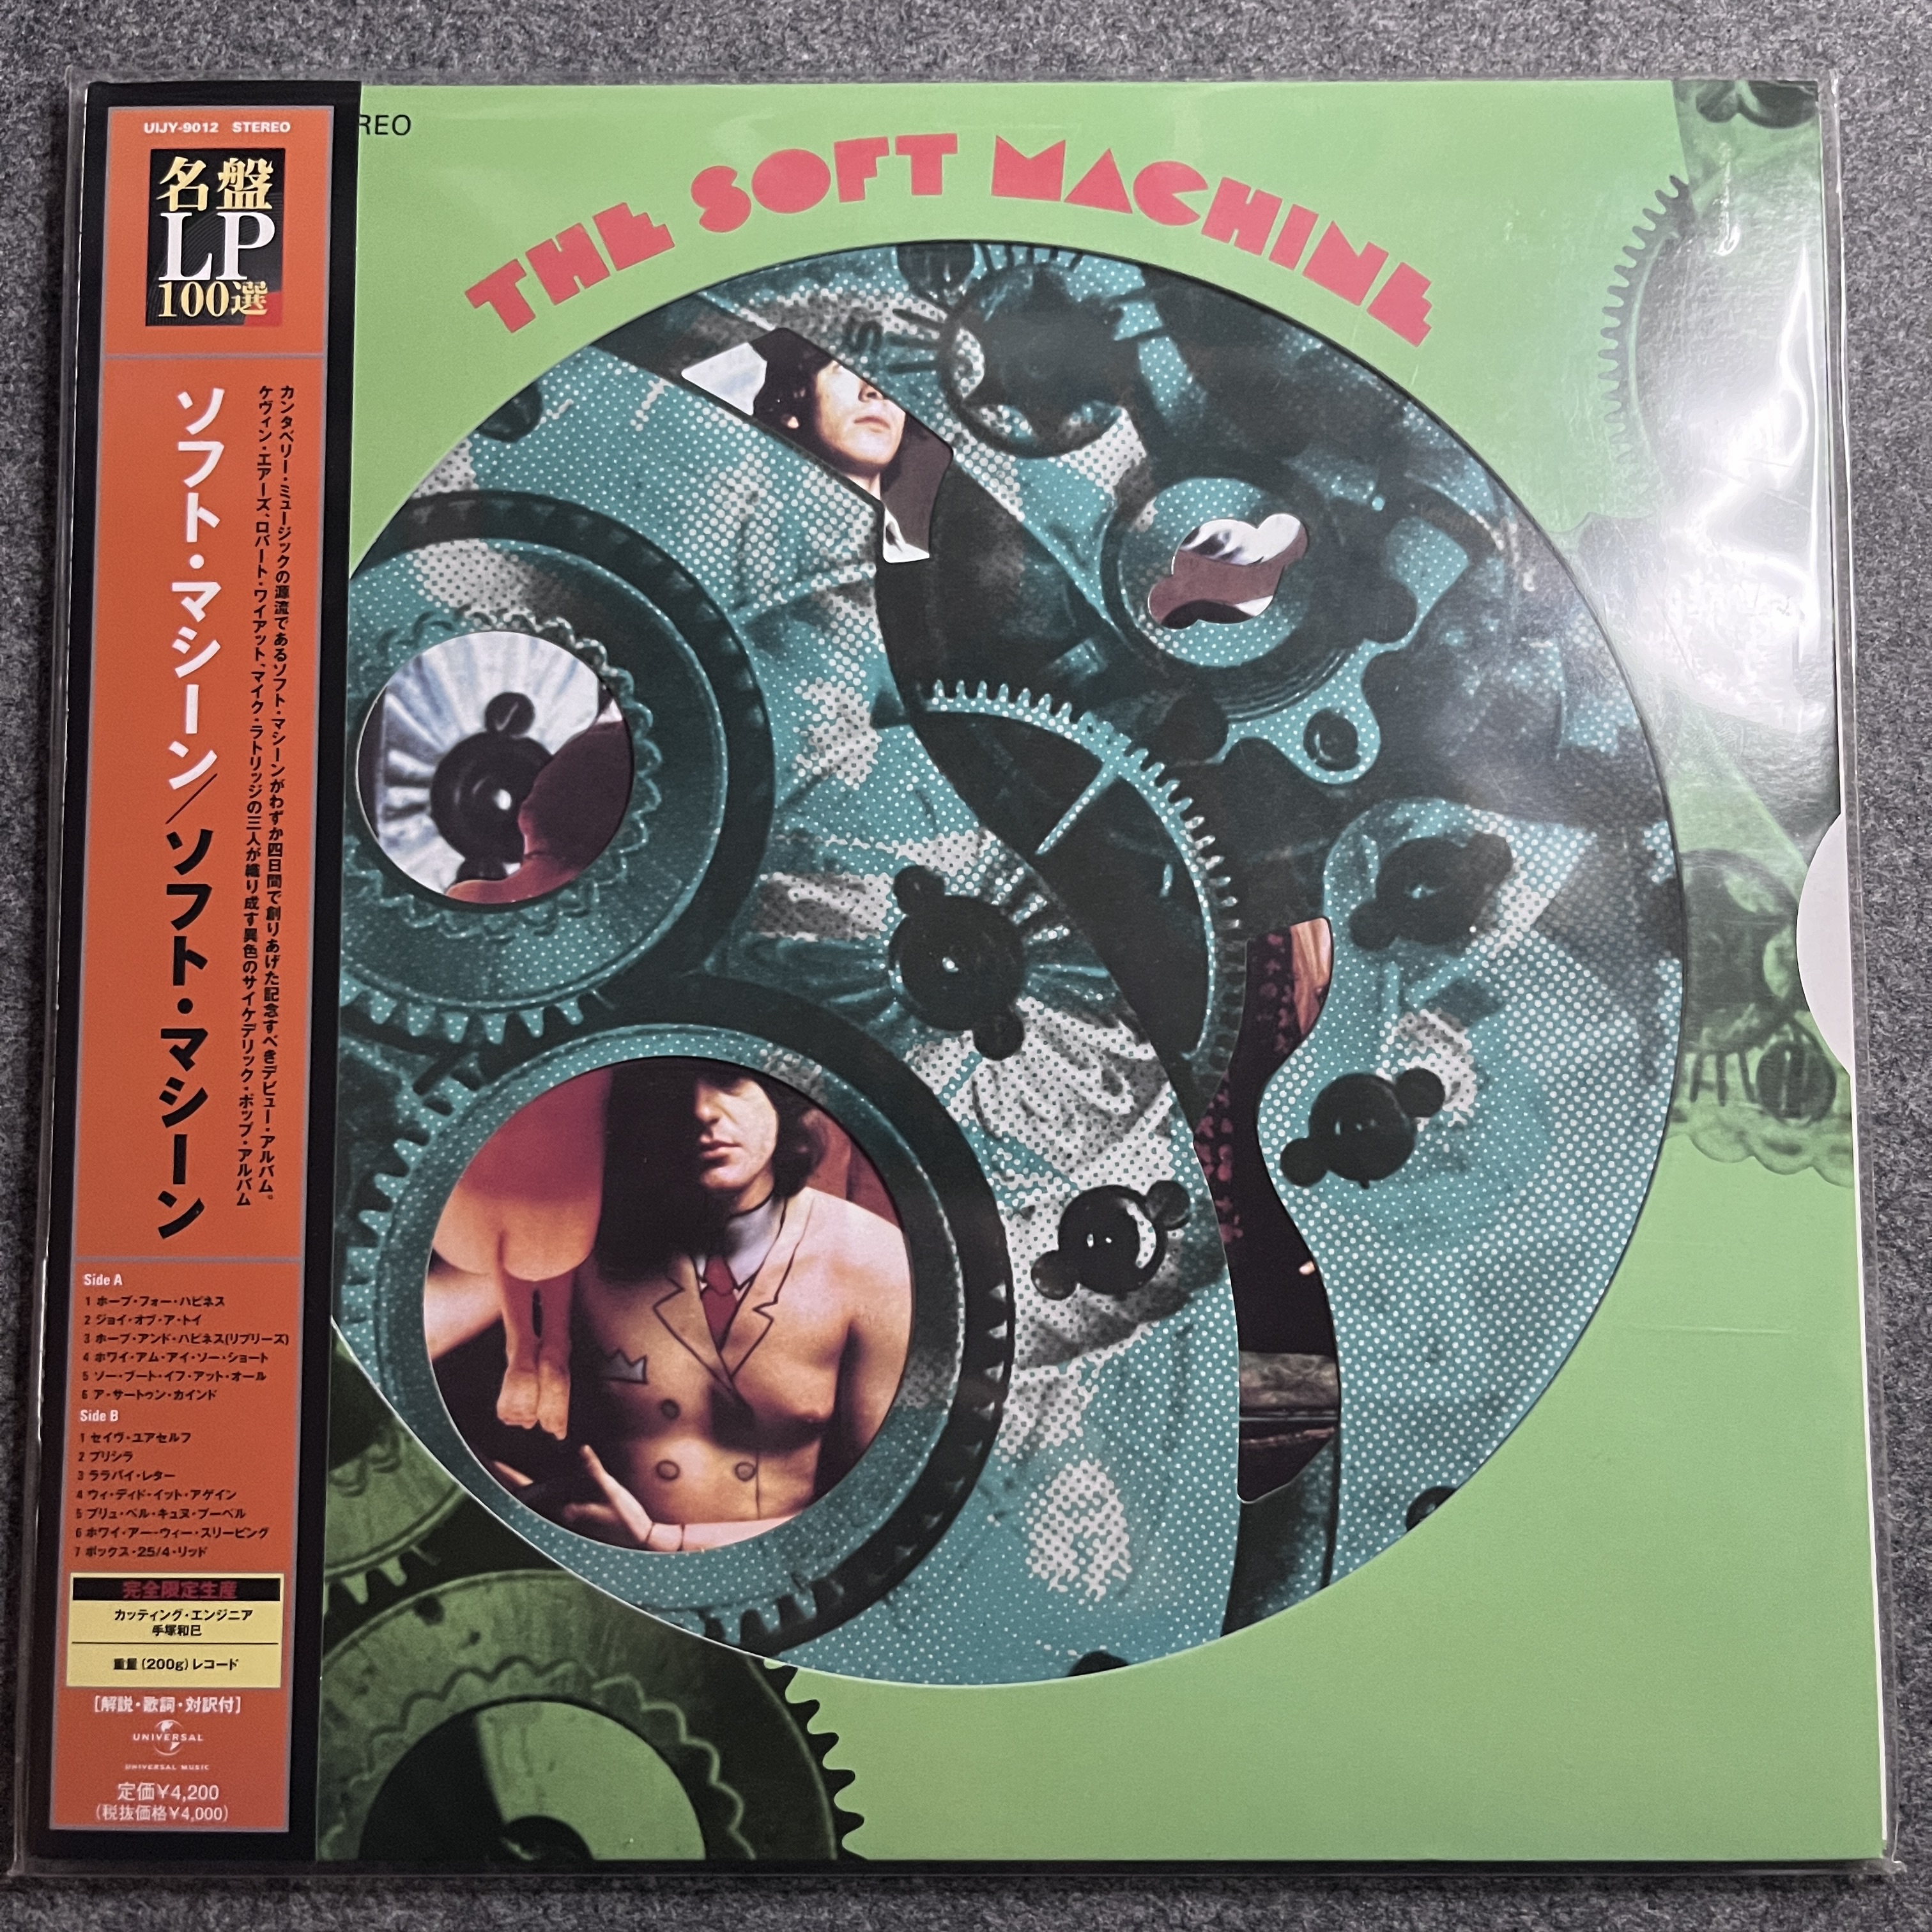 UIJY-9012 STEREO
名盤
LP
100選
ソフト・マシーン／ソフト・マシーン
カンタベリー・ミュージックの源流であるソフト・マシーンがわずか四日間で創りあげた記念すべきデビュー・アルバム。
ケヴィン・エアーズ、ロバート・ワイアット、マイク・ラトリッジの三人が織り成す異色のサイケデリック・ポップ・アルバム
Side A
1 ホープ・フォー・ハピネス
2 ジョイ・オブ・ア・トイ
3 ホープ・アンド・ハピネス(リプリーズ)
4 ホワイ・アム・アイ・ソー・ショート
5 ソー・ブート・イフ・アット・オール
6 ア・サートゥン・カインド
Side B
1 セイヴ・ユアセルフ
2 プリシラ
3 ララバイ・レター
4 ウィ・ディド・イット・アゲイン
5 プリュ・ベル・キュヌ・プーベル
6 ホワイ・アー・ウィー・スリーピング
7 ボックス・25/4・リッド
完全限定生産
カッティング・エンジニア
手塚和巳
重量(200g)レコード
[解説・歌詞・対訳付]
UNIVERSAL
UNIVERSAL MUSIC
定価¥4,200
(税抜価格¥4,000)
REO
THE SOFT MACHINE